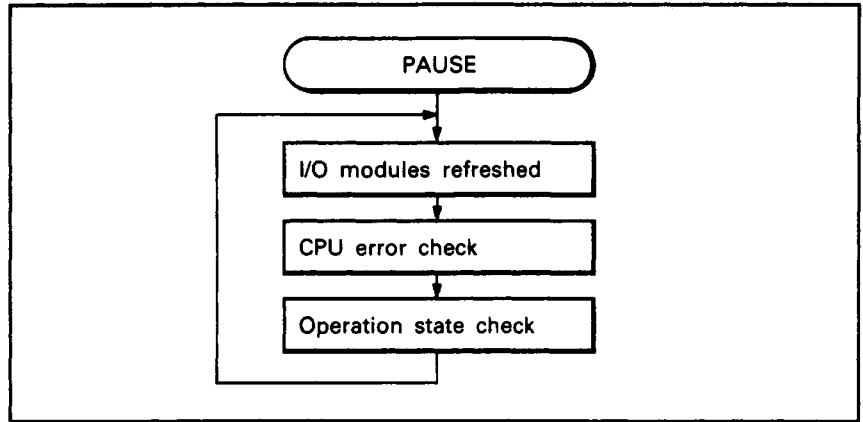 PAUSE
I/O modules refreshed
CPU error check
Operation state check